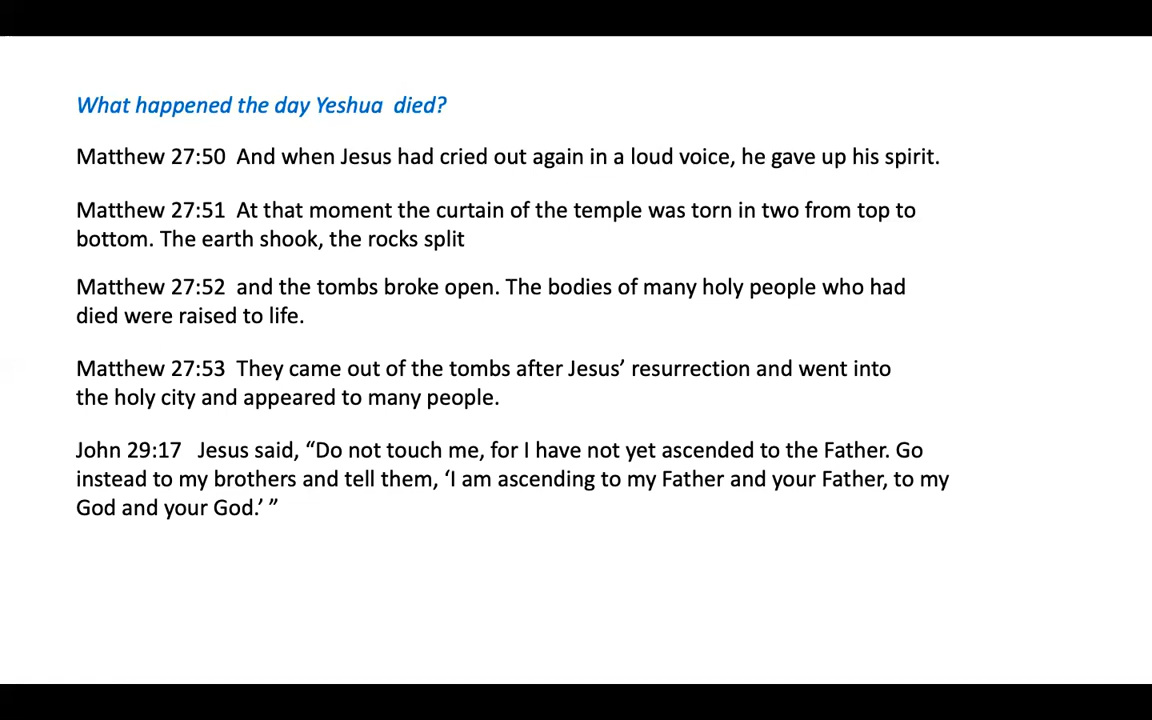 What happened the day Yeshua  died?
Matthew 27:50  And when Jesus had cried out again in a loud voice, he gave up his spirit.
Matthew 27:51  At that moment the curtain of the temple was torn in two from top to
bottom. The earth shook, the rocks split
Matthew 27:52  and the tombs broke open. The bodies of many holy people who had
died were raised to life.
Matthew 27:53  They came out of the tombs after Jesus’ resurrection and went into
the holy city and appeared to many people.
John 29:17   Jesus said, “Do not touch me, for I have not yet ascended to the Father. Go
instead to my brothers and tell them, ‘I am ascending to my Father and your Father, to my
God and your God.’ ”